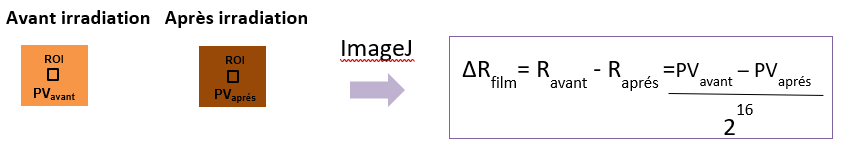 Avant irradiation
Après irradiation
ROI
PVavant
ROI
PVaprès
ImageJ
ΔRfilm= Ravant - Raprés =PVavant – PVaprés
2^16